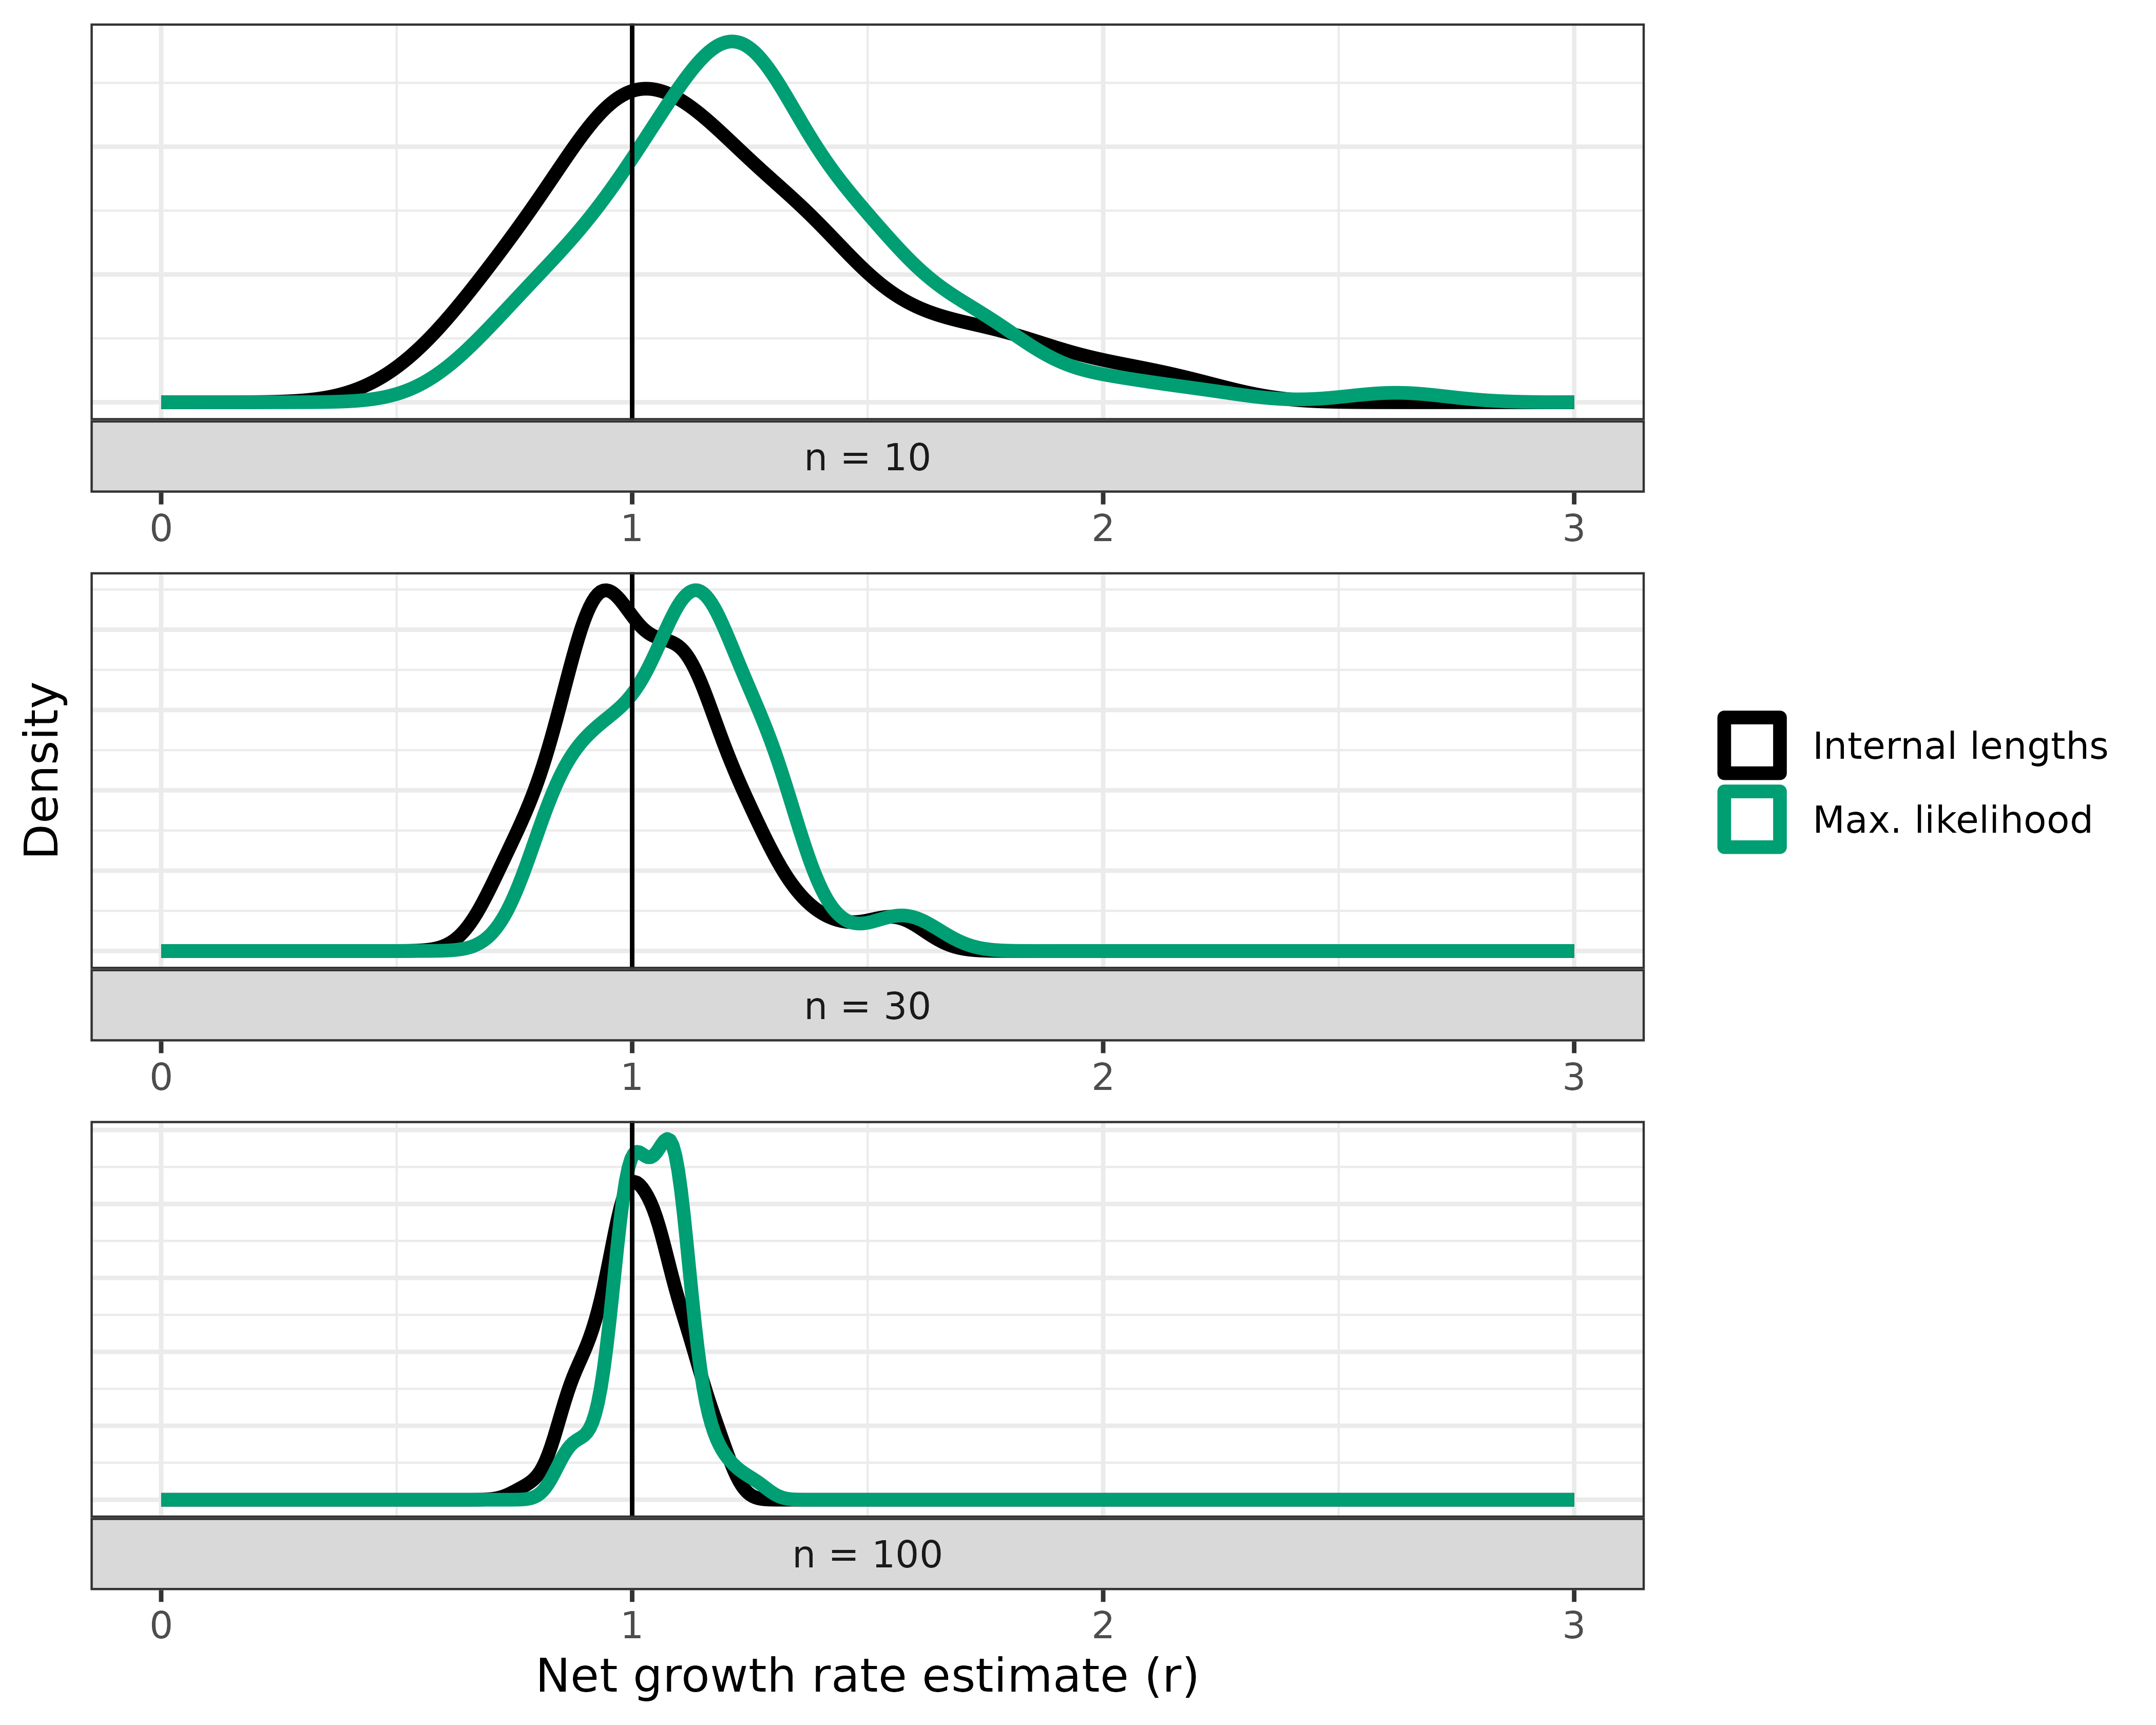 n = 10
0 1 2 3
Density
n = 30
0 1 2 3
Internal lengths
Max. likelihood
n = 100
0 1 2 3
Net growth rate estimate (r)